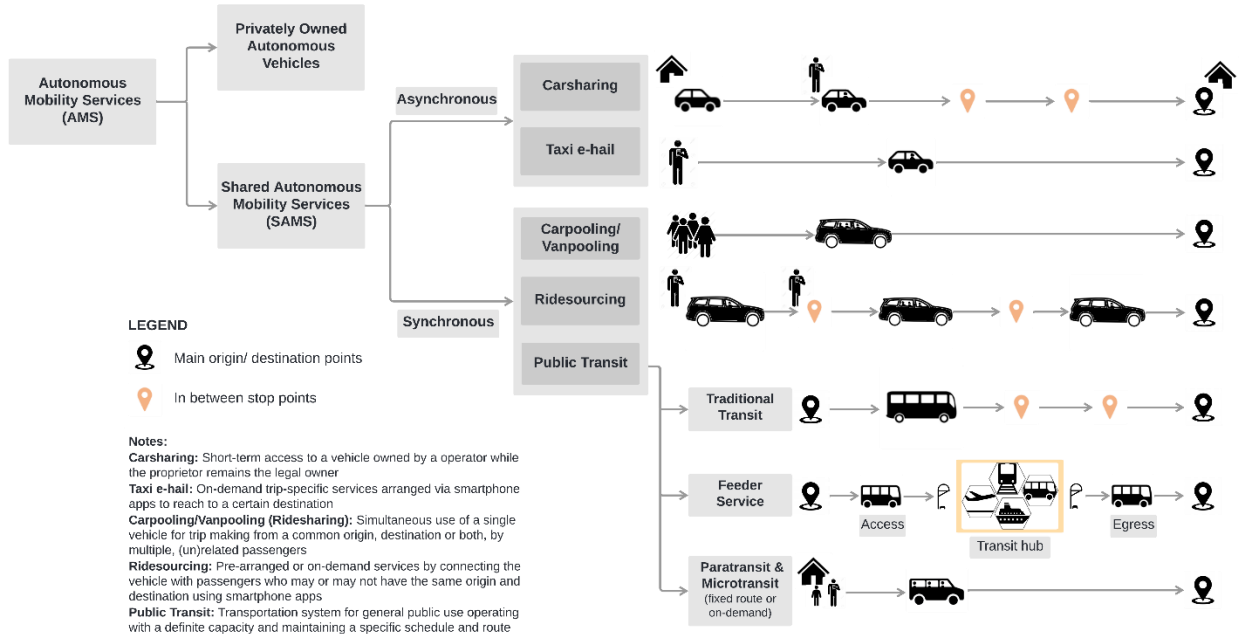 Privately Owned
Autonomous
Vehicles
Autonomous
Mobility Services
(AMS)
Shared Autonomous
Mobility Services
(SAMS)
Asynchronous
Synchronous
Carsharing
Taxi e-hail
Carpooling/
Vanpooling
Ridesourcing
Public Transit
Traditional
Transit
Feeder
Service
Access
Transit hub
Egress
Paratransit &
Microtransit
(fixed route or
on-demand)
LEGEND
Main origin/ destination points
In between stop points
Notes:
Carsharing: Short-term access to a vehicle owned by a operator while
the proprietor remains the legal owner
Taxi e-hail: On-demand trip-specific services arranged via smartphone
apps to reach to a certain destination
Carpooling/Vanpooling (Ridesharing): Simultaneous use of a single
vehicle for trip making from a common origin, destination or both, by
multiple, (un)related passengers
Ridesourcing: Pre-arranged or on-demand services by connecting the
vehicle with passengers who may or may not have the same origin and
destination using smartphone apps
Public Transit: Transportation system for general public use operating
with a definite capacity and maintaining a specific schedule and route